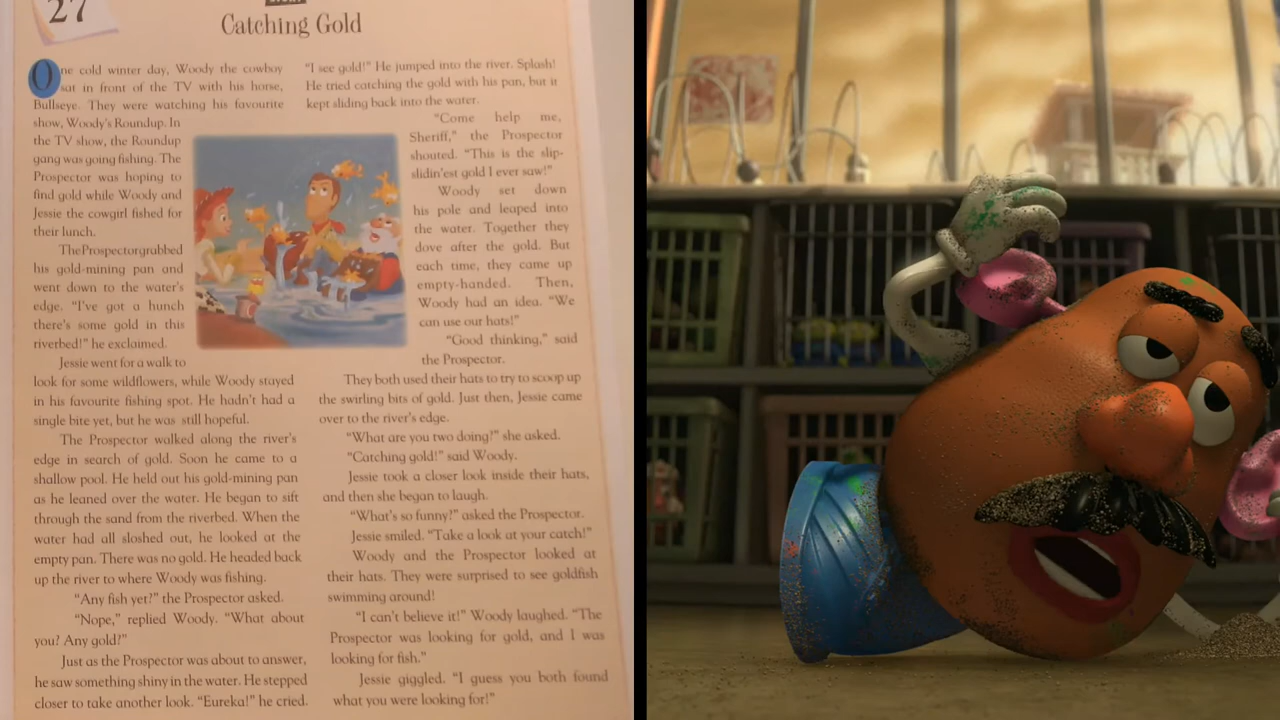 27
STORY
Catching Gold
One cold winter day, Woody the cowboy
sat in front of the TV with his horse,
Bullseye. They were watching his favourite
show, Woody's Roundup. In
the TV show, the Roundup
gang was going fishing. The
Prospector was hoping to
find gold while Woody and
Jessie the cowgirl fished for
their lunch.
The Prospector grabbed
his gold-mining pan and
went down to the water's
edge. "I've got a hunch
there's some gold in this
riverbed!" he exclaimed.
Jessie went for a walk to
look for some wildflowers, while Woody stayed
in his favourite fishing spot. He hadn't had a
single bite yet, but he was still hopeful.
The Prospector walked along the river's
edge in search of gold. Soon he came to a
shallow pool. He held out his gold-mining pan
as he leaned over the water. He began to sift
through the sand from the riverbed. When the
water had all sloshed out, he looked at the
empty pan. There was no gold. He headed back
up the river to where Woody was fishing.
"Any fish yet?" the Prospector asked.
"Nope," replied Woody. "What about
you? Any gold?"
Just as the Prospector was about to answer,
he saw something shiny in the water. He stepped
closer to take another look. "Eureka!" he cried.
"I see gold!" He jumped into the river. Splash!
He tried catching the gold with his pan, but it
kept sliding back into the water.
"Come help me,
Sheriff," the Prospector
shouted. "This is the slip-
slidin'est gold I ever saw!"
Woody set down
his pole and leaped into
the water. Together they
dove after the gold. But
each time, they came up
empty-handed. Then,
Woody had an idea. "We
can use our hats!"
"Good thinking," said
the Prospector.
They both used their hats to try to scoop up
the swirling bits of gold. Just then, Jessie came
over to the river's edge.
"What are you two doing?" she asked.
"Catching gold!" said Woody.
Jessie took a closer look inside their hats,
and then she began to laugh.
"What's so funny?" asked the Prospector.
Jessie smiled. "Take a look at your catch!"
Woody and the Prospector looked at
their hats. They were surprised to see goldfish
swimming around!
"I can't believe it!" Woody laughed. "The
Prospector was looking for gold, and I was
looking for fish."
Jessie giggled. "I guess you both found
what you were looking for!"